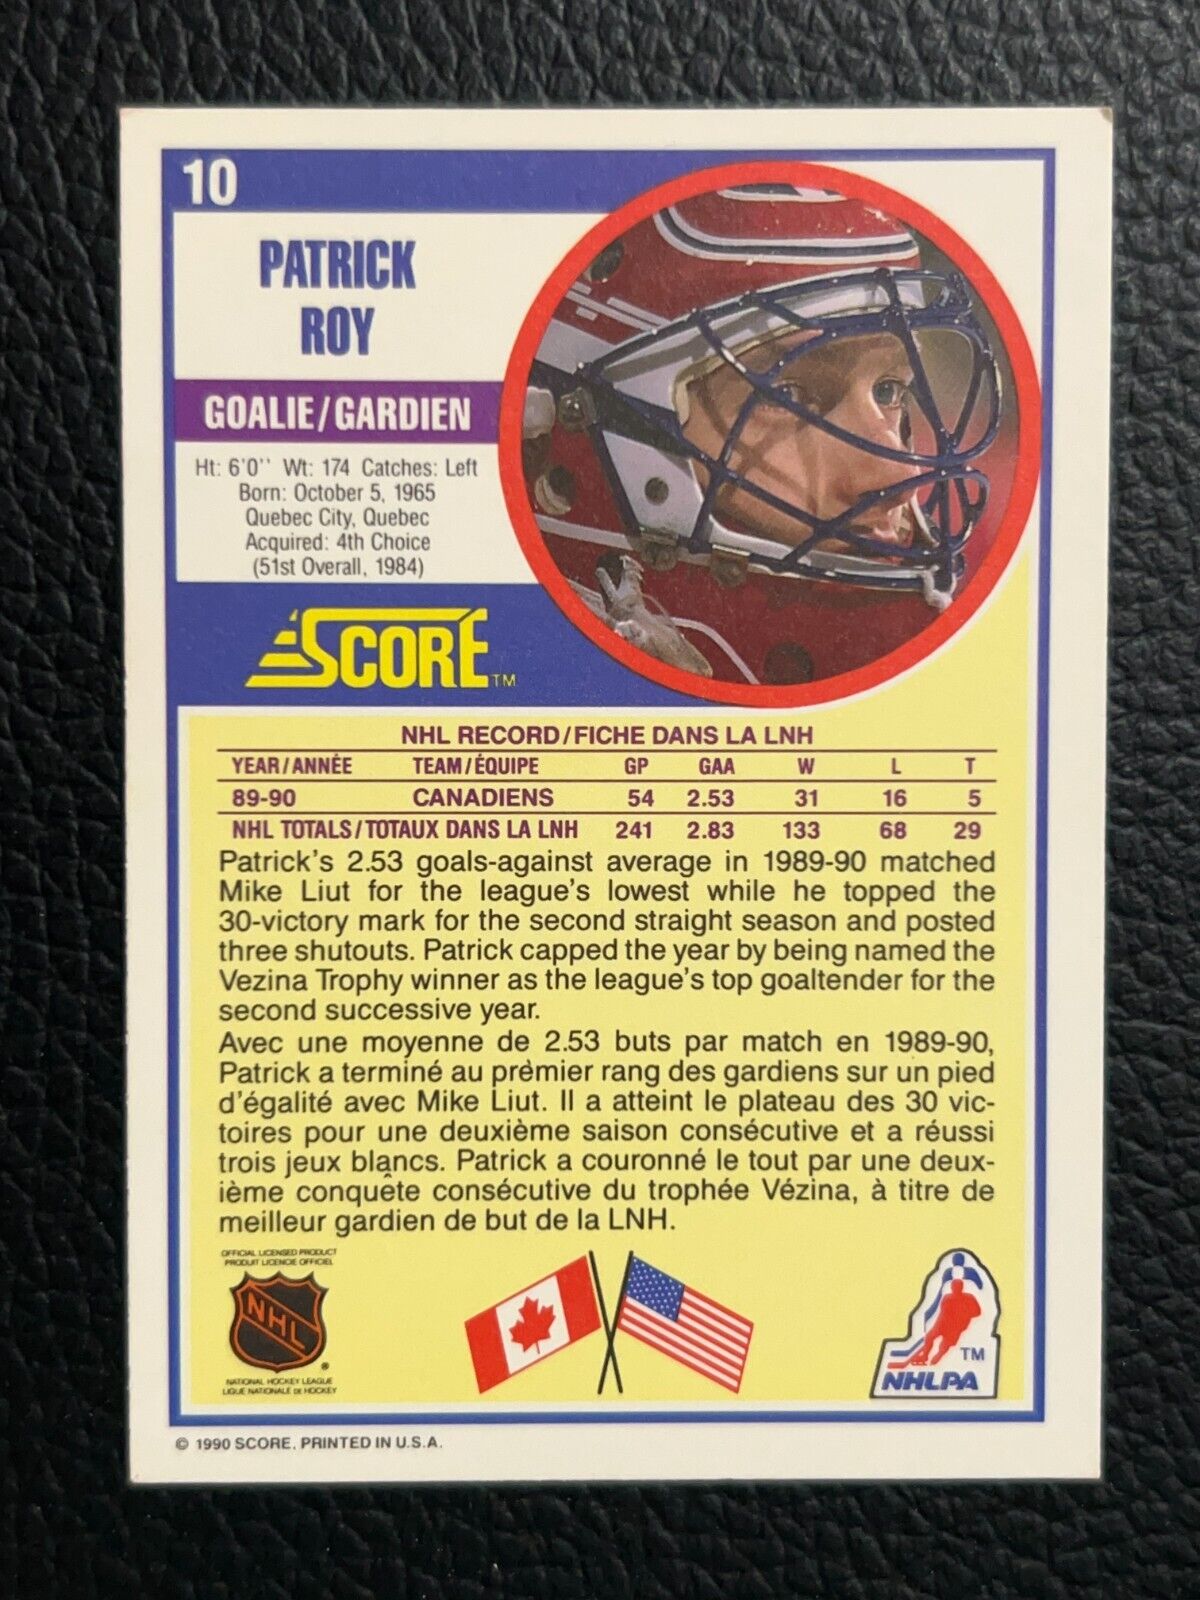 10
PATRICK
ROY
GOALIE/GARDIEN
Ht: 6'0'' Wt: 174 Catches: Left
Born: October 5, 1965
Quebec City, Quebec
Acquired: 4th Choice
(51st Overall, 1984)
SCORE™
NHL RECORD/FICHE DANS LA LNH
YEAR/ANNÉE TEAM/ÉQUIPE GP GAA W L T
89-90 CANADIENS 54 2.53 31 16 5
NHL TOTALS/TOTAUX DANS LA LNH 241 2.83 133 68 29
Patrick's 2.53 goals-against average in 1989-90 matched
Mike Liut for the league's lowest while he topped the
30-victory mark for the second straight season and posted
three shutouts. Patrick capped the year by being named the
Vezina Trophy winner as the league's top goaltender for the
second successive year.
Avec une moyenne de 2.53 buts par match en 1989-90,
Patrick a terminé au prèmier rang des gardiens sur un pied
d'égalité avec Mike Liut. Il a atteint le plateau des 30 vic-
toires pour une deuxième saison consécutive et a réussi
trois jeux blancs. Patrick a couronné le tout par une deux-
ième conquête consécutive du trophée Vézina, à titre de
meilleur gardien de but de la LNH.
OFFICIAL LICENSED PRODUCT
PRODUIT LICENCIE OFFICIEL
NHL
®
NATIONAL HOCKEY LEAGUE
LIGUE NATIONALE DE HOCKEY
TM
NHLPA
© 1990 SCORE, PRINTED IN U.S.A.